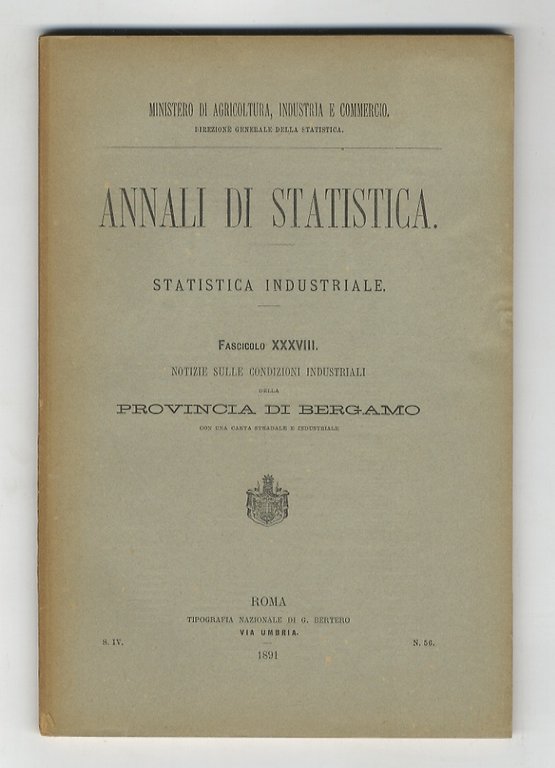 MINISTERO DI AGRICOLTURA, INDUSTRIA E COMMERCIO.
DIREZIONE GENERALE DELLA STATISTICA.
ANNALI DI STATISTICA.
STATISTICA INDUSTRIALE.
FASCICOLO XXXVIII.
NOTIZIE SULLE CONDIZIONI INDUSTRIALI
DELLA
PROVINCIA DI BERGAMO
CON UNA CARTA STRADALE E INDUSTRIALE
ROMA
TIPOGRAFIA NAZIONALE DI G. BERTERO
VIA UMBRIA.
S. IV. N. 56.
1891